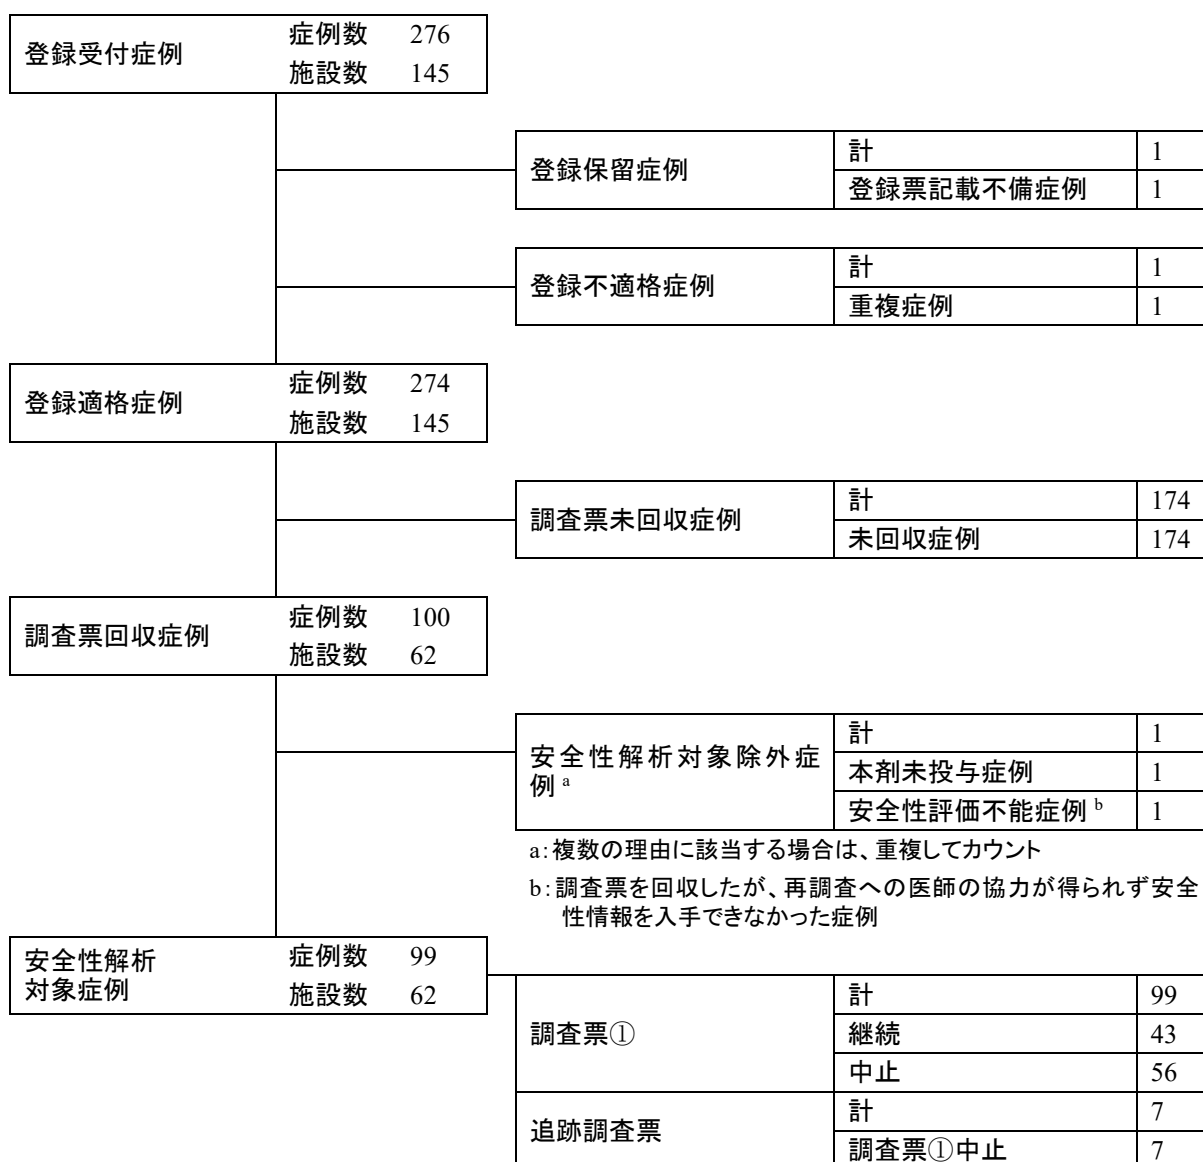 登録受付症例 症例数 276
施設数 145
登録保留症例 計 1
登録票記載不備症例 1
登録不適格症例 計 1
重複症例 1
登録適格症例 症例数 274
施設数 145
調査票未回収症例 計 174
未回収症例 174
調査票回収症例 症例数 100
施設数 62
安全性解析対象除外症
例 a
計 1
本剤未投与症例 1
安全性評価不能症例 b 1
a:複数の理由に該当する場合は、重複してカウント
b:調査票を回収したが、再調査への医師の協力が得られず安全
性情報を入手できなかった症例
安全性解析
対象症例
症例数 99
施設数 62
調査票① 計 99
継続 43
中止 56
追跡調査票 計 7
調査票①中止 7